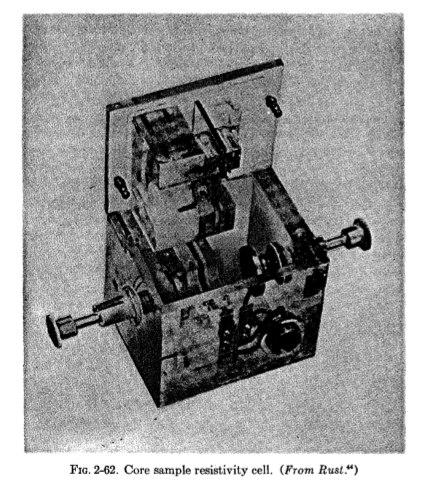 FIG. 2-62. Core sample resistivity cell. (From Rust.⁴⁴)